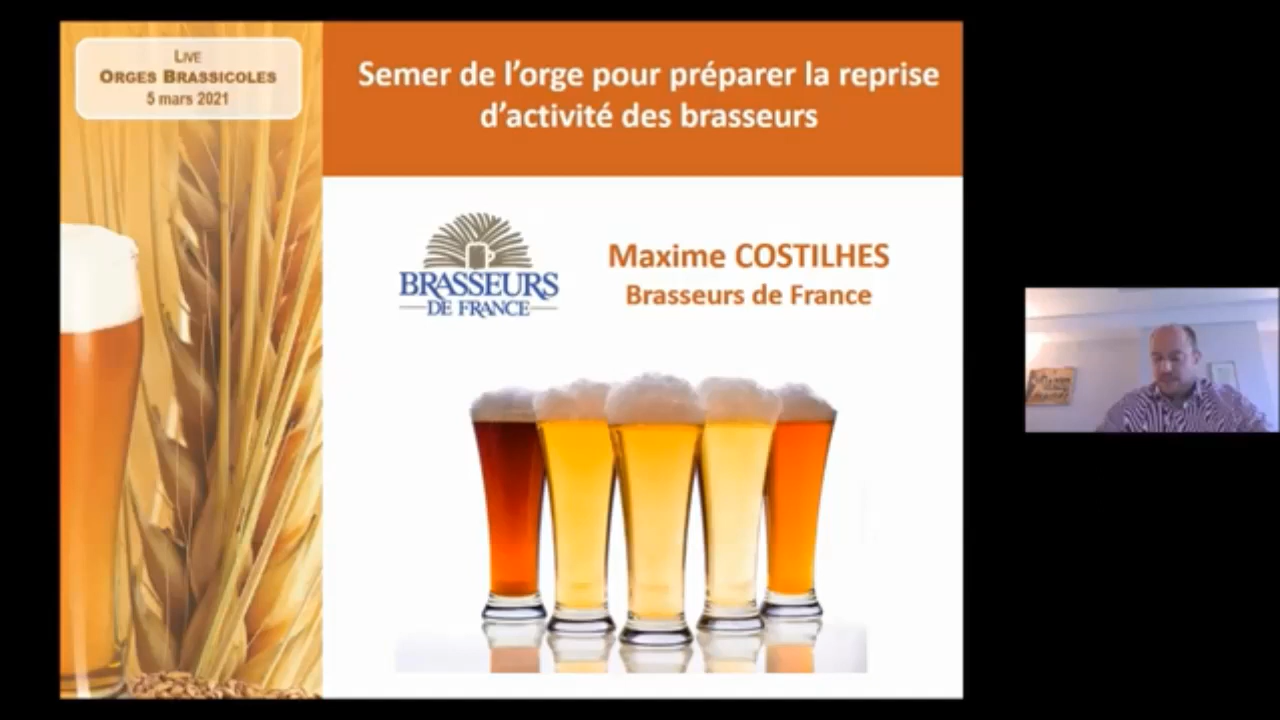 LIVE
ORGES BRASSICOLES
5 mars 2021
Semer de l'orge pour préparer la reprise
d'activité des brasseurs
BRASSEURS
DE FRANCE
Maxime COSTILHES
Brasseurs de France